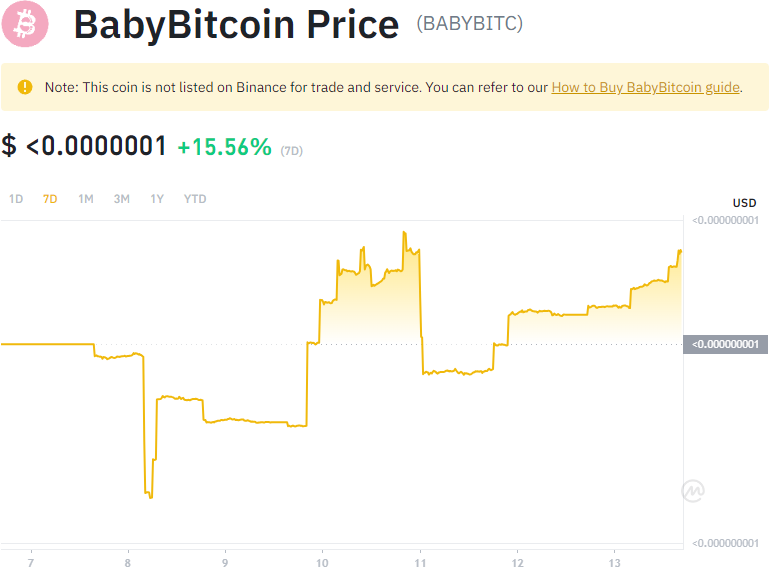 BabyBitcoin Price (BABYBITC)
Note: This coin is not listed on Binance for trade and service. You can refer to our How to Buy BabyBitcoin guide.
$ <0.0000001 +15.56% (7D)
1D 7D 1M 3M 1Y YTD
USD
<0.000000001
<0.000000001
<0.000000001
7 8 9 10 11 12 13